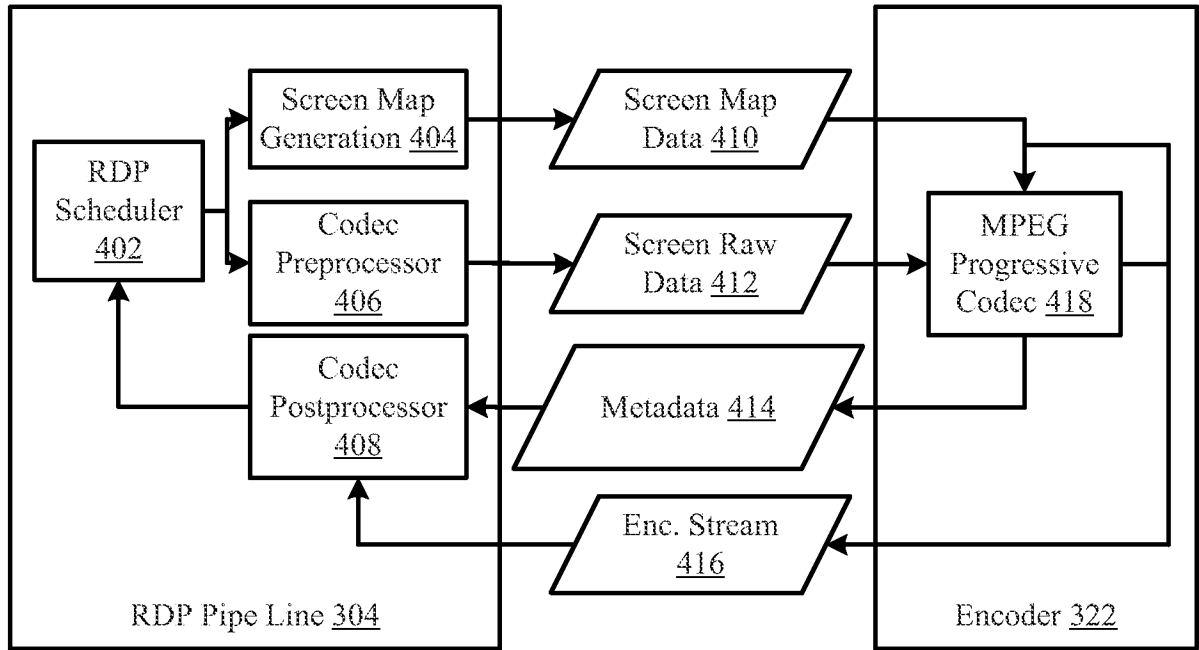 Screen Map
Generation 404
Screen Map
Data 410
RDP
Scheduler
402
Codec
Preprocessor
406
Screen Raw
Data 412
MPEG
Progressive
Codec 418
Codec
Postprocessor
408
Metadata 414
Enc. Stream
416
RDP Pipe Line 304
Encoder 322